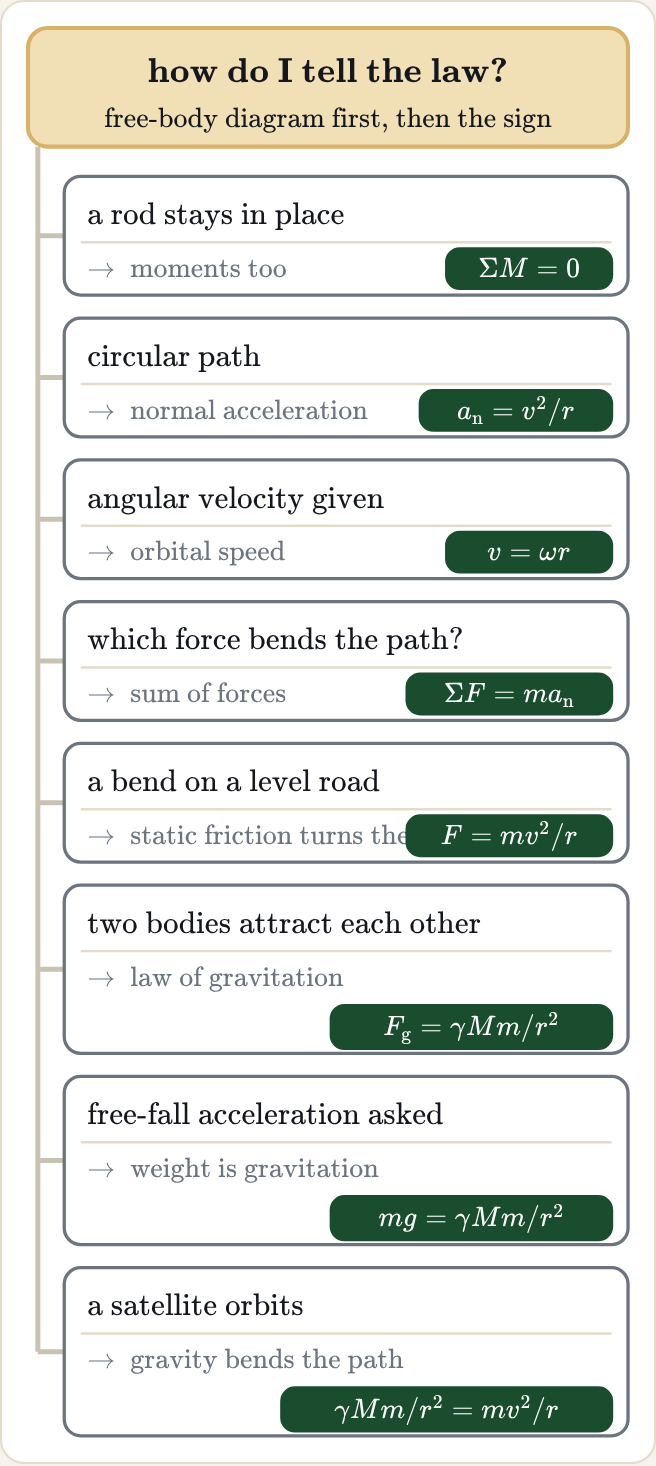 how do I tell the law?
free-body diagram first, then the sign
a rod stays in place
→ moments too ΣM = 0
circular path
→ normal acceleration aₙ = v²/r
angular velocity given
→ orbital speed v = ωr
which force bends the path?
→ sum of forces ΣF = maₙ
a bend on a level road
→ static friction turns the F = mv²/r
two bodies attract each other
→ law of gravitation
F_g = γMm/r²
free-fall acceleration asked
→ weight is gravitation
mg = γMm/r²
a satellite orbits
→ gravity bends the path
γMm/r² = mv²/r